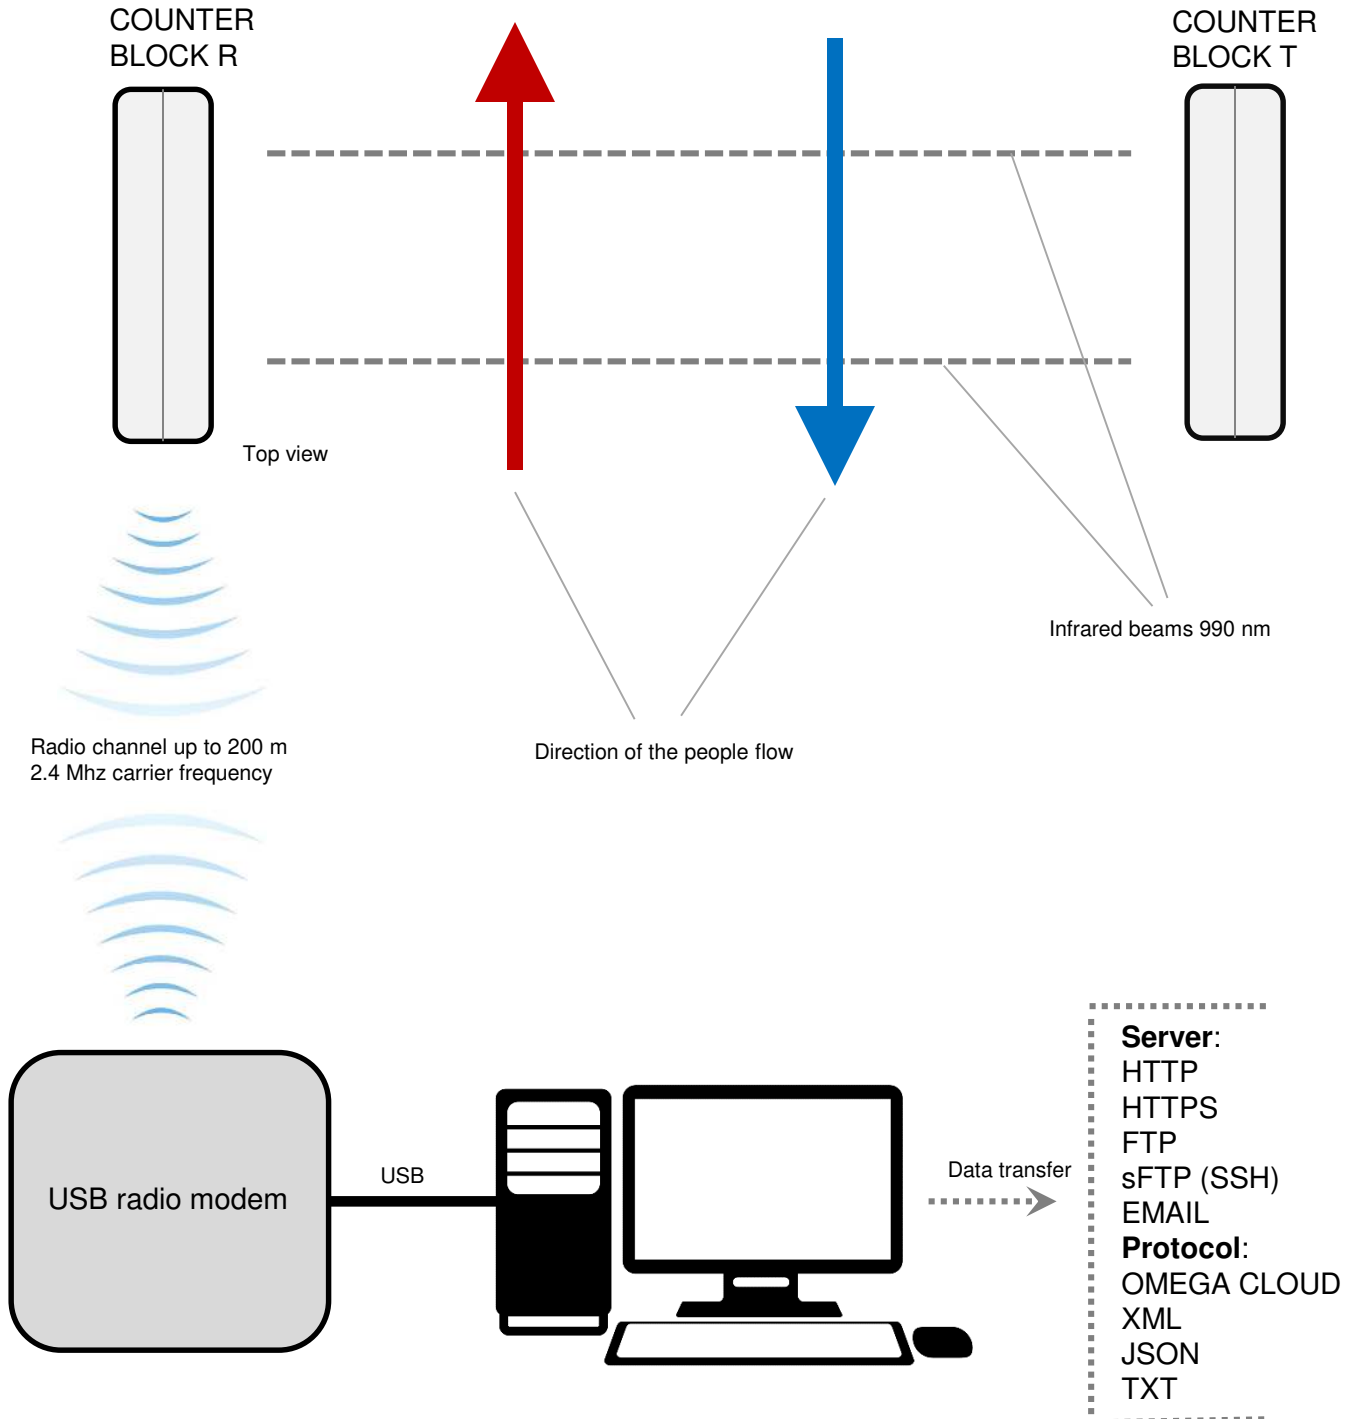 COUNTER
BLOCK R
COUNTER
BLOCK T
Top view
Infrared beams 990 nm
Radio channel up to 200 m
2.4 Mhz carrier frequency
Direction of the people flow
USB radio modem
USB
Data transfer
Server:
HTTP
HTTPS
FTP
sFTP (SSH)
EMAIL
Protocol:
OMEGA CLOUD
XML
JSON
TXT